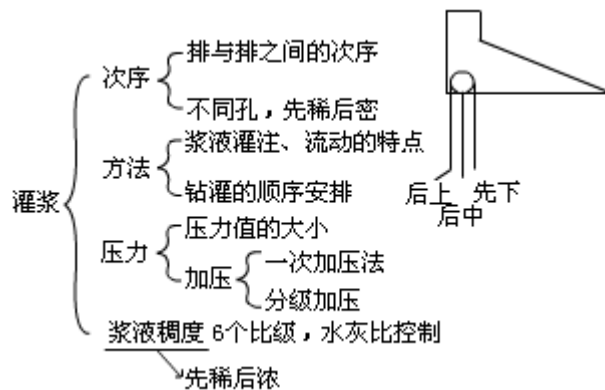 排与排之间的次序
次序
不同孔，先稀后密
浆液灌注、流动的特点
方法
钻灌的顺序安排
灌浆
压力值的大小
压力
一次加压法
加压
分级加压
浆液稠度 6个比级，水灰比控制
先稀后浓
后上 先下
后中